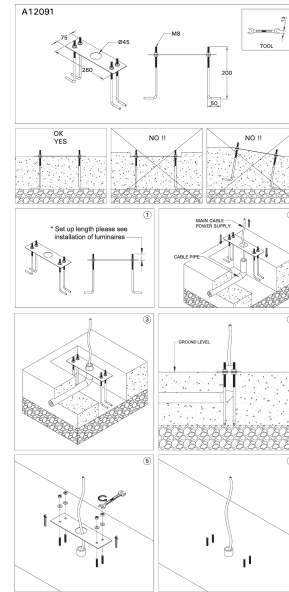 A12091
75
Ø45
260
M8
200
50
13
TOOL
OK
YES
NO !!
NO !!
①
* Set up length please see
installation of luminaires
MAIN CABLE
POWER SUPPLY
CABLE PIPE
③
GROUND LEVEL
⑤